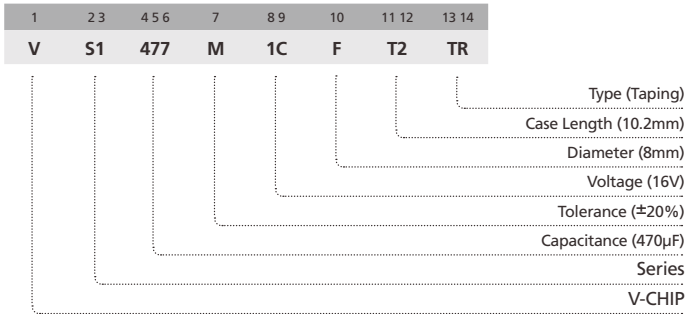 1 2 3 4 5 6 7 8 9 10 11 12 13 14
V S1 477 M 1C F T2 TR
Type (Taping)
Case Length (10.2mm)
Diameter (8mm)
Voltage (16V)
Tolerance (±20%)
Capacitance (470µF)
Series
V-CHIP